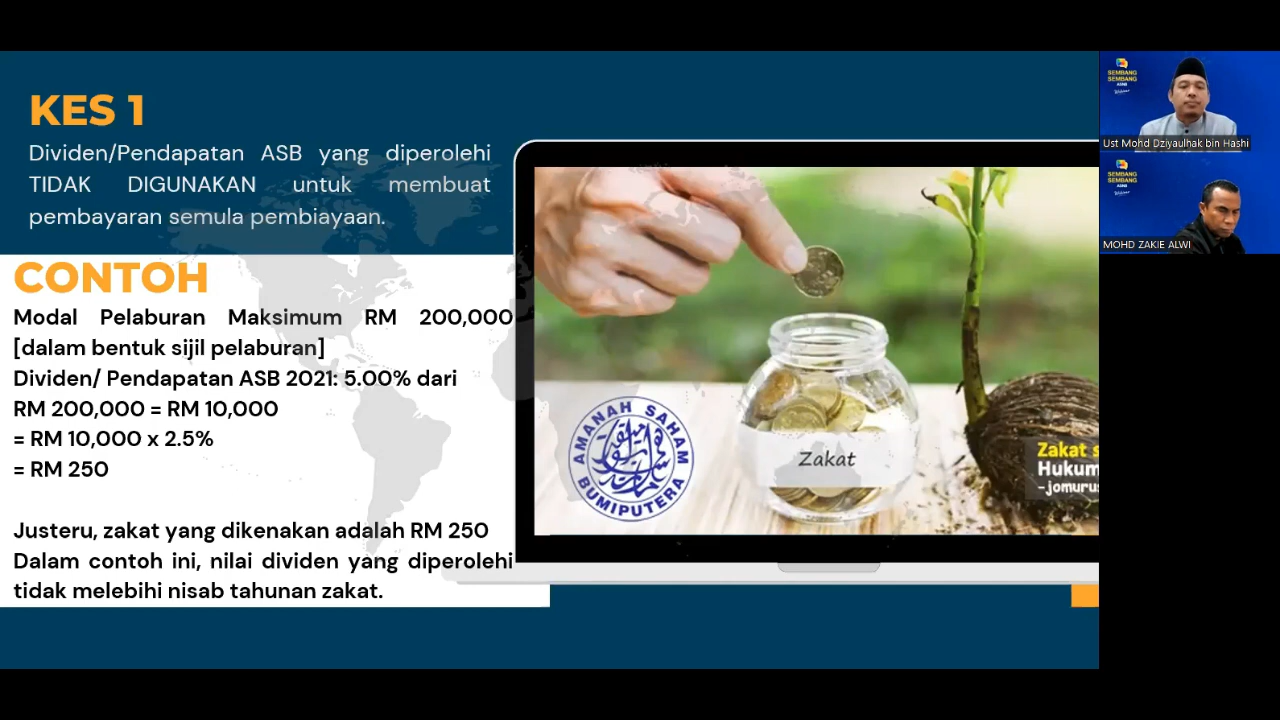 KES 1
Dividen/Pendapatan ASB yang diperolehi
TIDAK DIGUNAKAN untuk membuat
pembayaran semula pembiayaan.
CONTOH
Modal Pelaburan Maksimum RM 200,000
[dalam bentuk sijil pelaburan]
Dividen/ Pendapatan ASB 2021: 5.00% dari
RM 200,000 = RM 10,000
= RM 10,000 x 2.5%
= RM 250
Justeru, zakat yang dikenakan adalah RM 250
Dalam contoh ini, nilai dividen yang diperolehi
tidak melebihi nisab tahunan zakat.
AMANAH SAHAM
BUMIPUTERA
Zakat
Zakat s
Hukum
-jomurus
SEMBANG
SEMBANG
ASNB
Webinar
Ust Mohd Dziyaulhak bin Hashi
SEMBANG
SEMBANG
ASNB
Webinar
MOHD ZAKIE ALWI